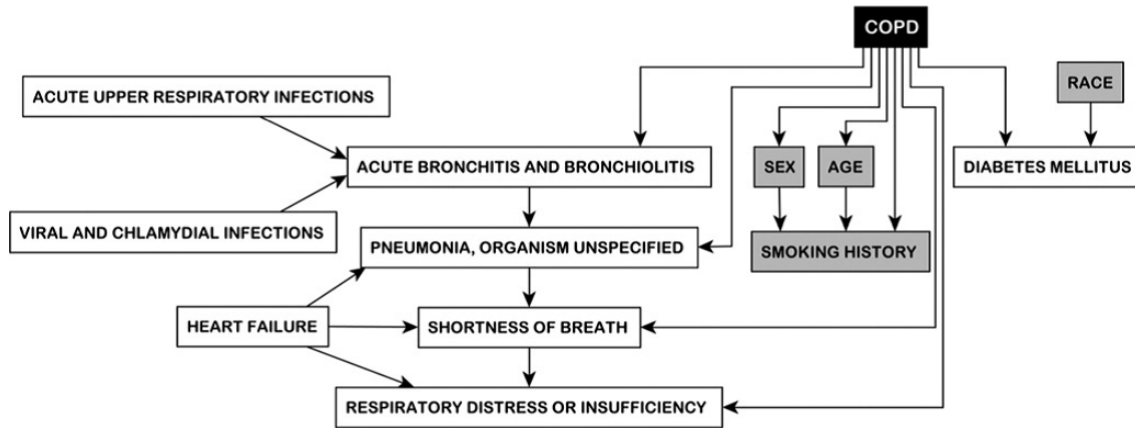 COPD
RACE
ACUTE UPPER RESPIRATORY INFECTIONS
ACUTE BRONCHITIS AND BRONCHIOLITIS
SEX
AGE
DIABETES MELLITUS
VIRAL AND CHLAMYDIAL INFECTIONS
PNEUMONIA, ORGANISM UNSPECIFIED
SMOKING HISTORY
HEART FAILURE
SHORTNESS OF BREATH
RESPIRATORY DISTRESS OR INSUFFICIENCY